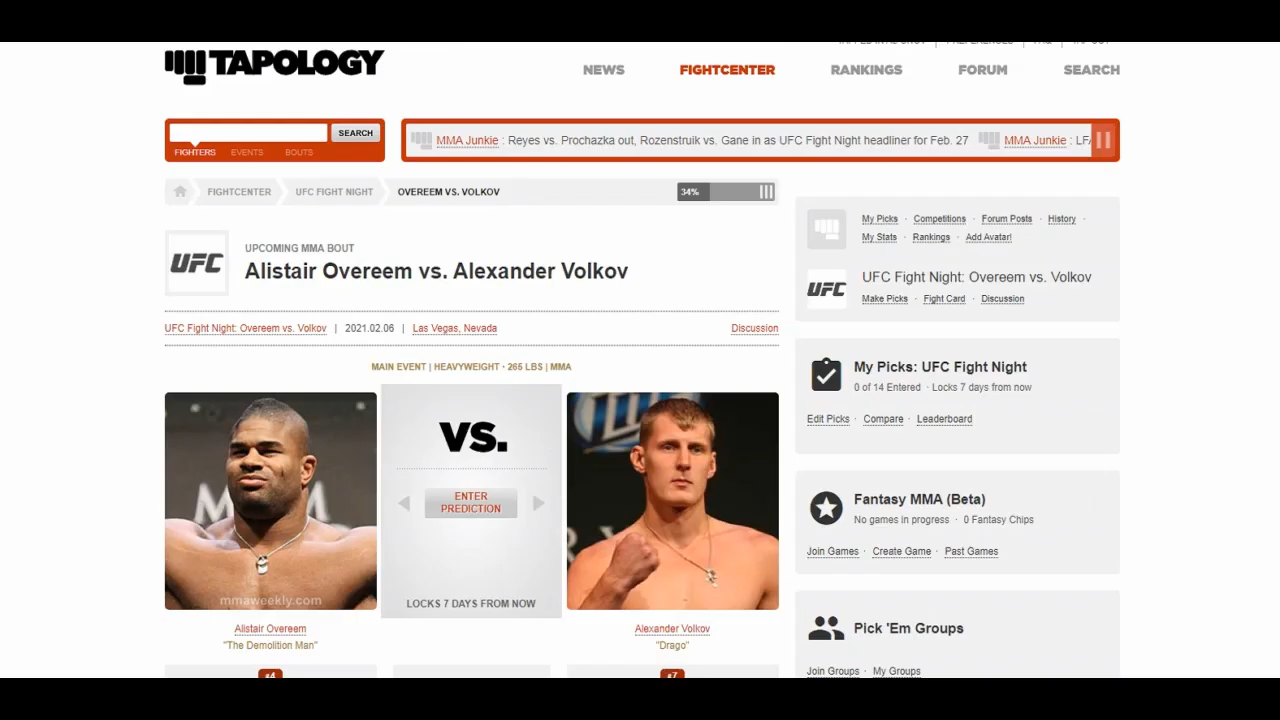 TAPOLOGY
NEWS FIGHTCENTER RANKINGS FORUM SEARCH
SEARCH
FIGHTERS EVENTS BOUTS
MMA Junkie : Reyes vs. Prochazka out, Rozenstruik vs. Gane in as UFC Fight Night headliner for Feb. 27 MMA Junkie : LFA
FIGHTCENTER UFC FIGHT NIGHT OVEREEM VS. VOLKOV 34%
UFC
UPCOMING MMA BOUT
Alistair Overeem vs. Alexander Volkov
UFC Fight Night: Overeem vs. Volkov | 2021.02.06 | Las Vegas, Nevada Discussion
MAIN EVENT | HEAVYWEIGHT · 265 LBS | MMA
VS.
ENTER
PREDICTION
LOCKS 7 DAYS FROM NOW
mmaweekly.com
Alistair Overeem
"The Demolition Man"
Alexander Volkov
"Drago"
#4
#7
My Picks · Competitions · Forum Posts · History ·
My Stats · Rankings · Add Avatar!
UFC
UFC Fight Night: Overeem vs. Volkov
Make Picks · Fight Card · Discussion
My Picks: UFC Fight Night
0 of 14 Entered · Locks 7 days from now
Edit Picks · Compare · Leaderboard
Fantasy MMA (Beta)
No games in progress · 0 Fantasy Chips
Join Games · Create Game · Past Games
Pick 'Em Groups
Join Groups · My Groups